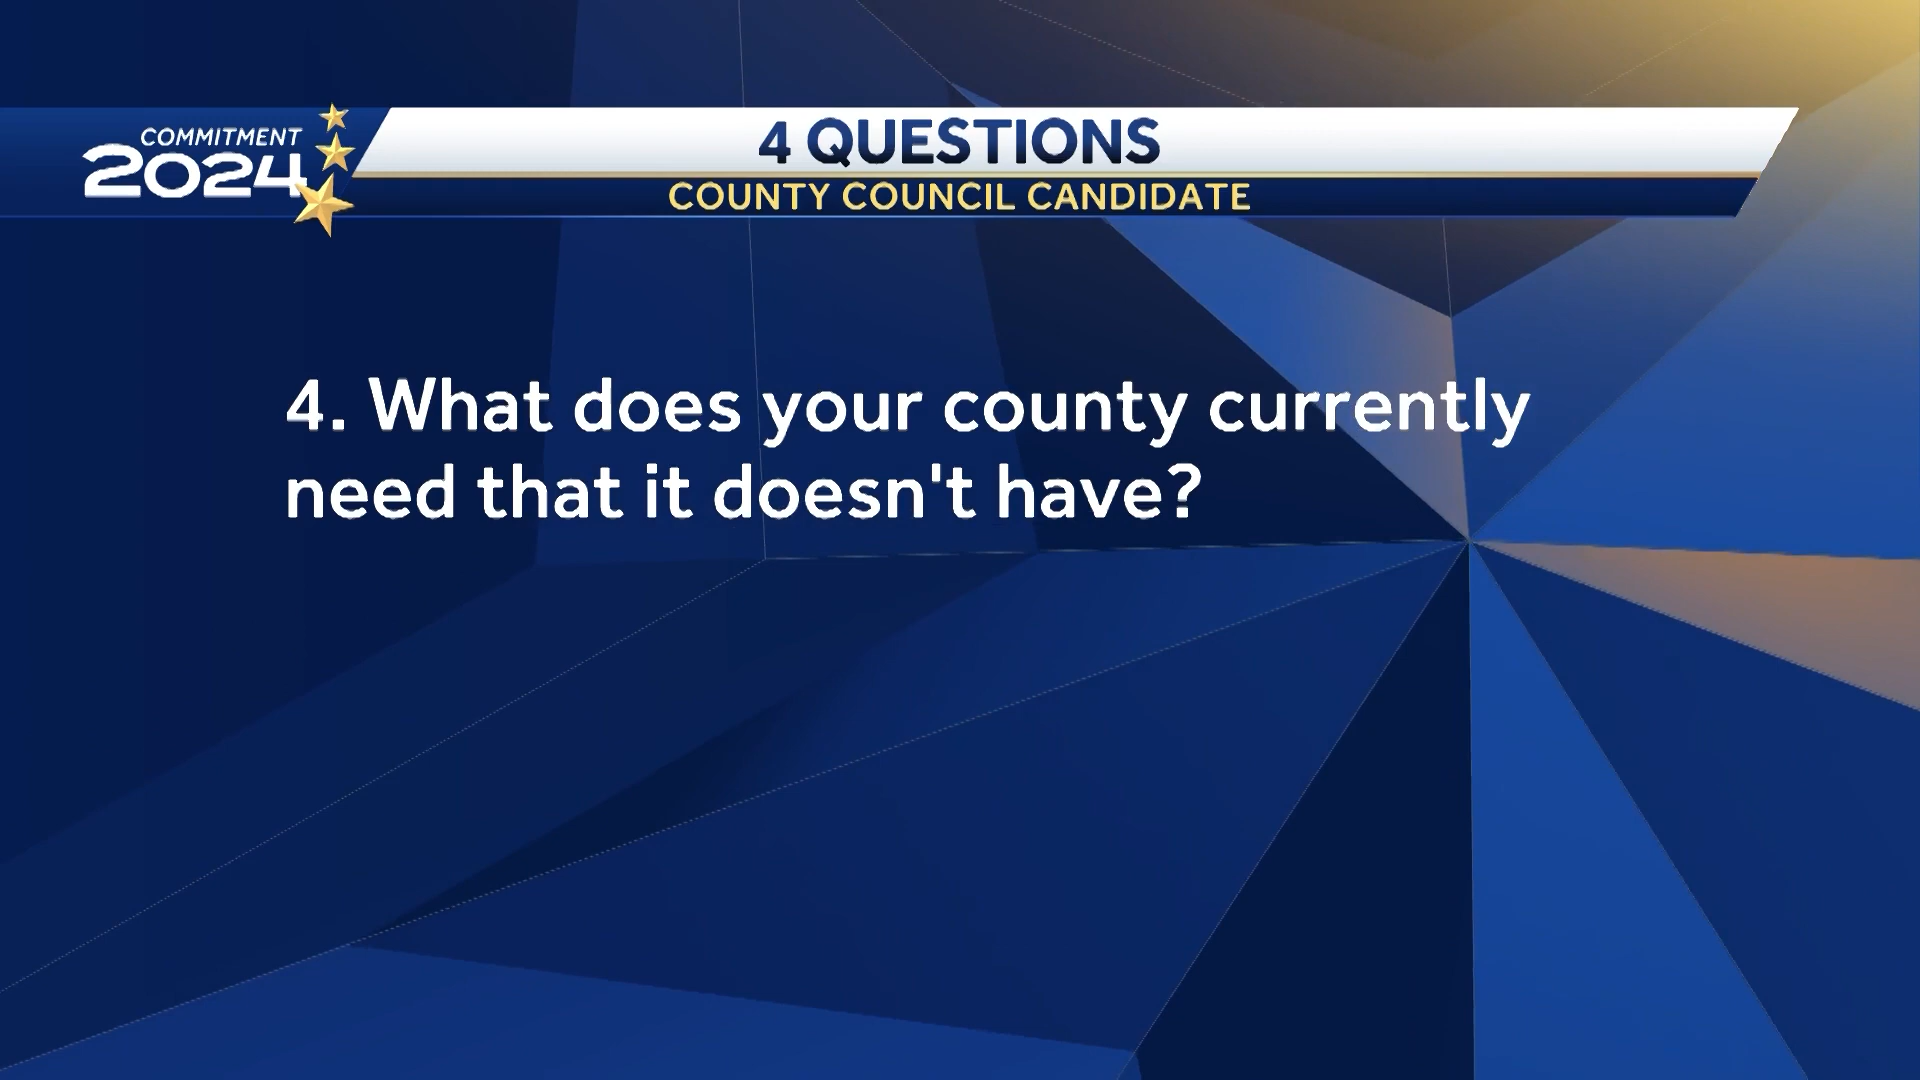 COMMITMENT
2024
4 QUESTIONS
COUNTY COUNCIL CANDIDATE
4. What does your county currently
need that it doesn't have?